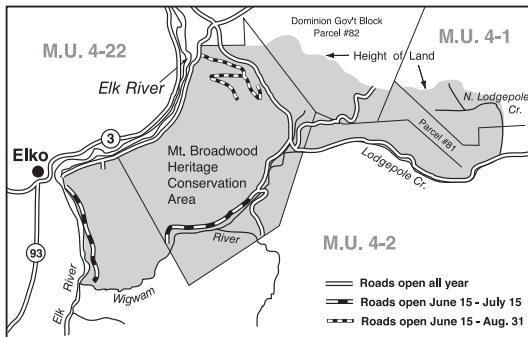 Dominion Gov't Block
Parcel #82
M.U. 4-22
M.U. 4-1
Height of Land
Elk River
N. Lodgepole
Cr.
3
Elko
Parcel #81
Mt. Broadwood
Heritage
Conservation
Area
Lodgepole Cr.
93
River
M.U. 4-2
River
Elk
Wigwam
Roads open all year
Roads open June 15 - July 15
Roads open June 15 - Aug. 31